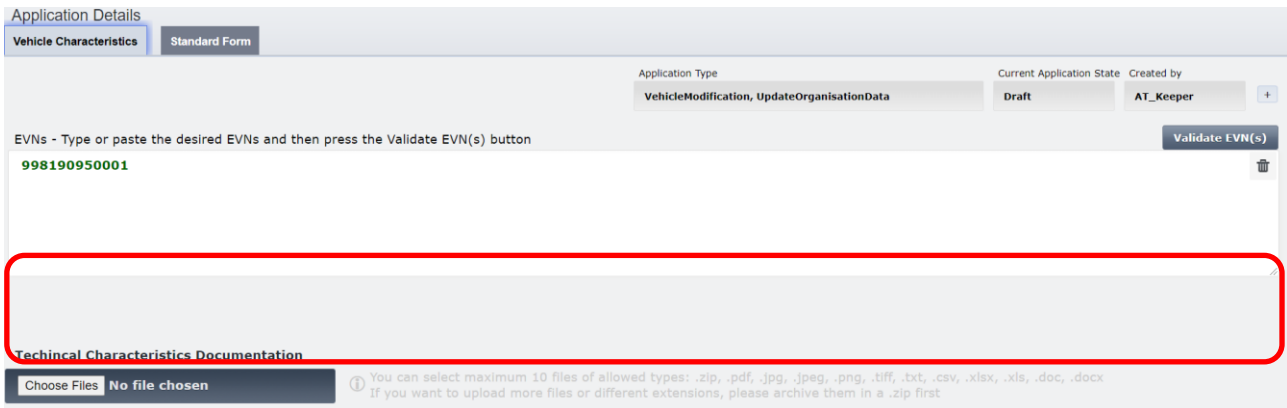 Application Details
Vehicle Characteristics Standard Form
Application Type Current Application State Created by
VehicleModification, UpdateOrganisationData Draft AT_Keeper +
EVNs - Type or paste the desired EVNs and then press the Validate EVN(s) button Validate EVN(s)
998190950001
Techincal Characteristics Documentation
Choose Files No file chosen
You can select maximum 10 files of allowed types: .zip, .pdf, .jpg, .jpeg, .png, .tiff, .txt, .csv, .xlsx, .xls, .doc, .docx
If you want to upload more files or different extensions, please archive them in a .zip first